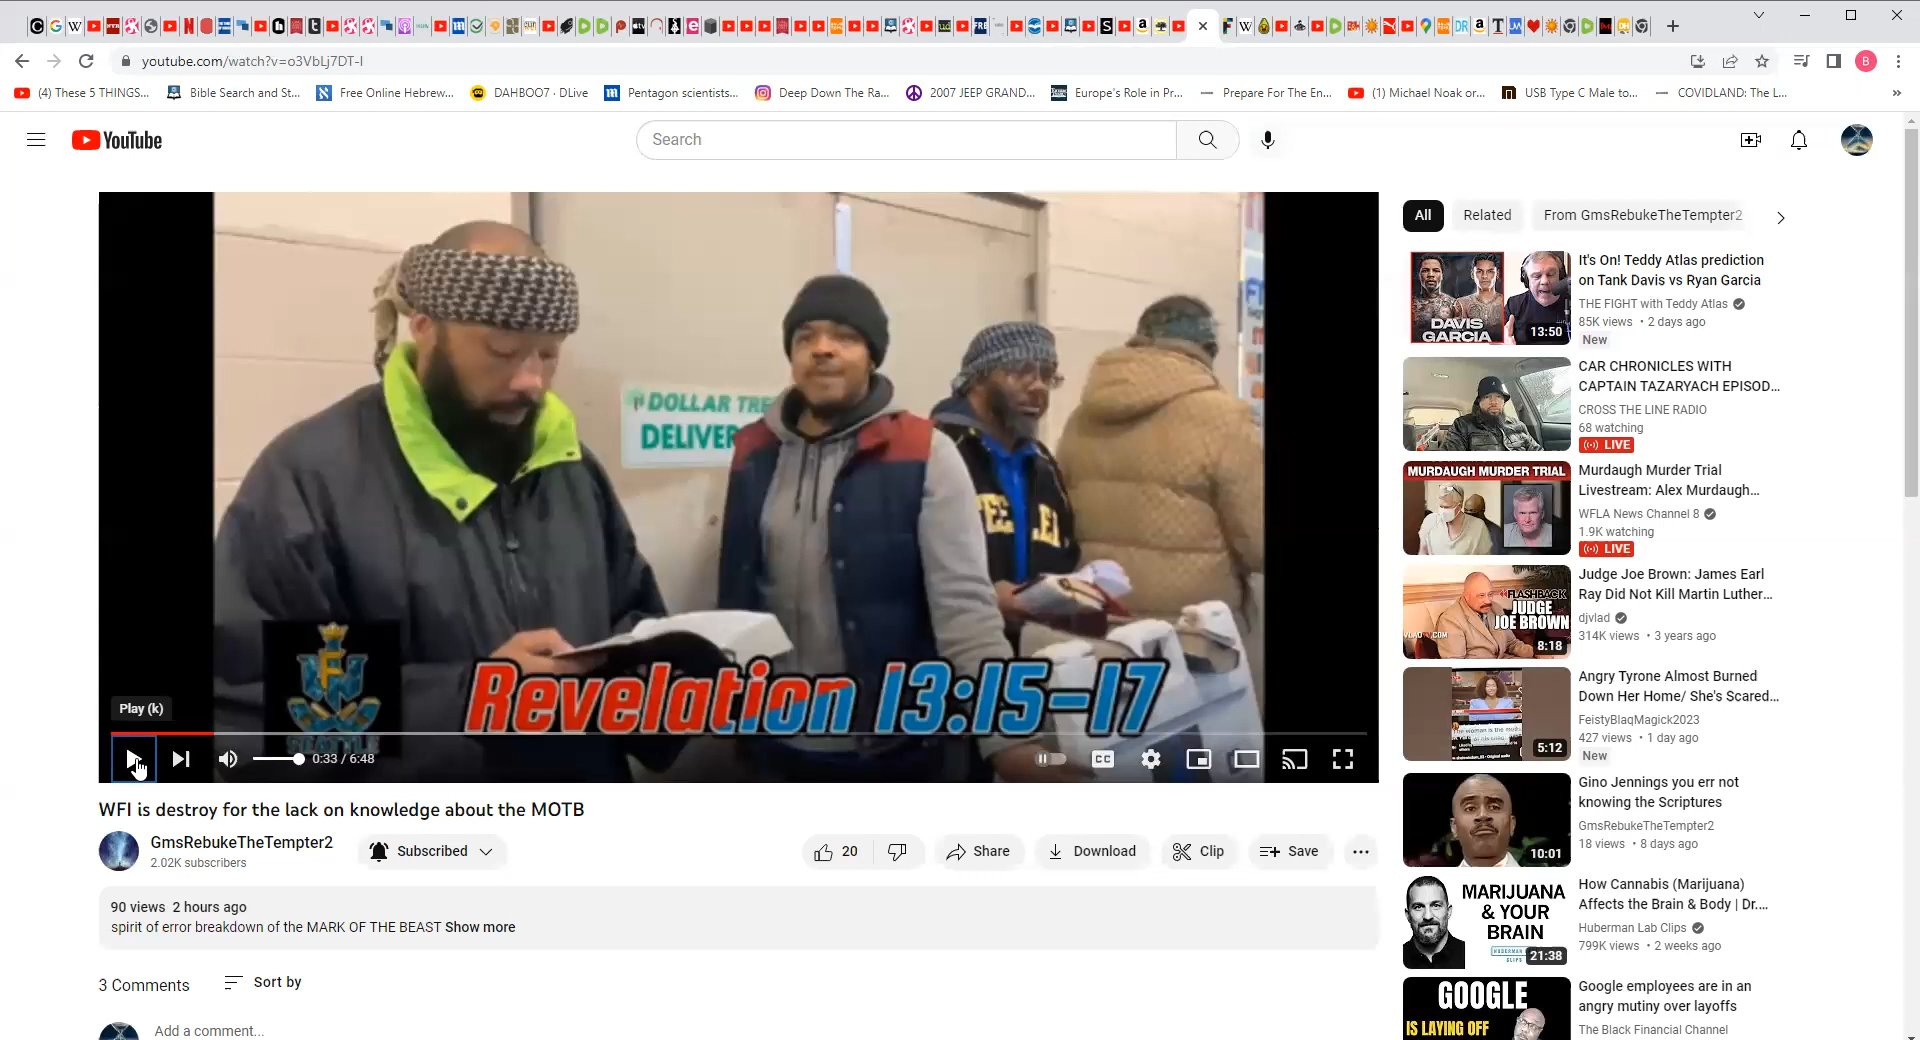 youtube.com/watch?v=o3VbLj7DT-I
B
(4) These 5 THINGS...
Bible Search and St...
Free Online Hebrew...
DAHBOO7 · DLive
Pentagon scientists...
Deep Down The Ra...
2007 JEEP GRAND...
Europe's Role in Pr...
Prepare For The En...
(1) Michael Noak or...
USB Type C Male to...
COVIDLAND: The L...
YouTube
Search
DOLLAR TRE
DELIVER
Revelation 13:15-17
Play (k)
0:33 / 6:48
CC
WFI is destroy for the lack on knowledge about the MOTB
GmsRebukeTheTempter2
2.02K subscribers
Subscribed
20
Share
Download
Clip
Save
90 views 2 hours ago
spirit of error breakdown of the MARK OF THE BEAST Show more
3 Comments
Sort by
Add a comment...
All
Related
From GmsRebukeTheTempter2
DAVIS
GARCIA
13:50
It's On! Teddy Atlas prediction
on Tank Davis vs Ryan Garcia
THE FIGHT with Teddy Atlas
85K views • 2 days ago
New
CAR CHRONICLES WITH
CAPTAIN TAZARYACH EPISOD...
CROSS THE LINE RADIO
68 watching
LIVE
MURDAUGH MURDER TRIAL
Murdaugh Murder Trial
Livestream: Alex Murdaugh...
WFLA News Channel 8
1.9K watching
LIVE
FLASHBACK
JUDGE
JOE BROWN
8:18
Judge Joe Brown: James Earl
Ray Did Not Kill Martin Luther...
djvlad
314K views • 3 years ago
5:12
Angry Tyrone Almost Burned
Down Her Home/ She's Scared...
FeistyBlaqMagick2023
427 views • 1 day ago
New
10:01
Gino Jennings you err not
knowing the Scriptures
GmsRebukeTheTempter2
18 views • 8 days ago
MARIJUANA
& YOUR
BRAIN
21:38
How Cannabis (Marijuana)
Affects the Brain & Body | Dr....
Huberman Lab Clips
799K views • 2 weeks ago
GOOGLE
IS LAYING OFF
Google employees are in an
angry mutiny over layoffs
The Black Financial Channel